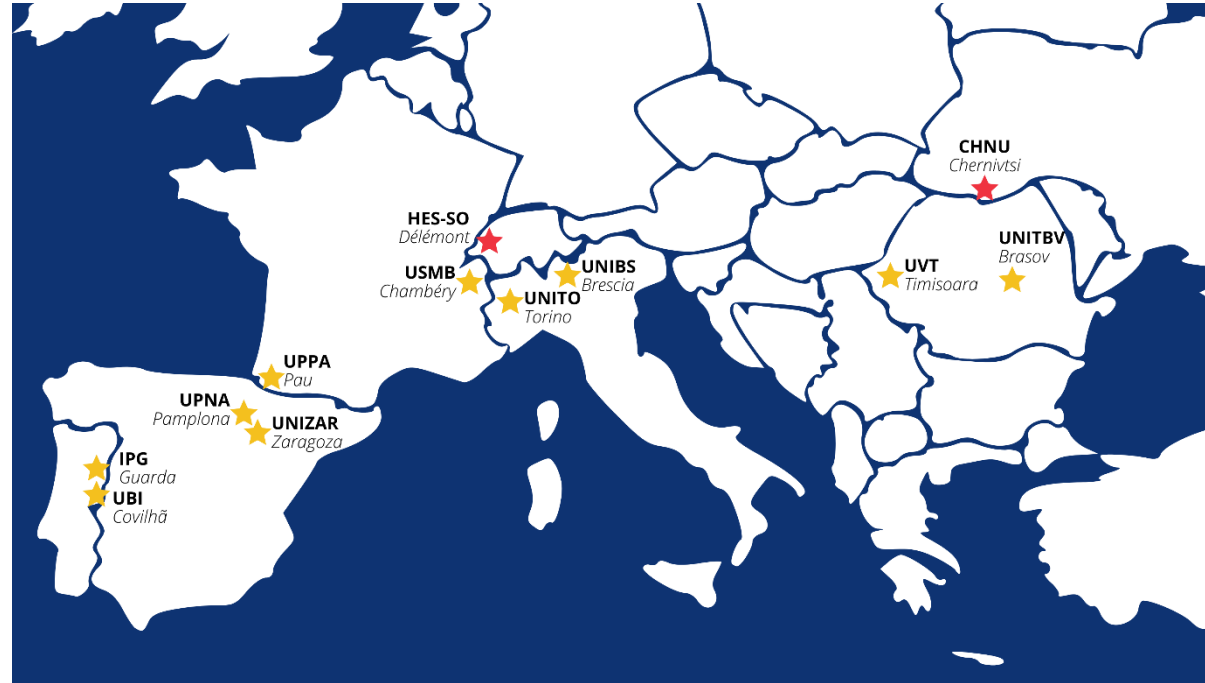 CHNU
Chernivtsi
HES-SO
Délémont
UNITBV
Brasov
USMB
Chambéry
UNIBS
Brescia
UVT
Timisoara
UNITO
Torino
UPPA
Pau
UPNA
Pamplona
UNIZAR
Zaragoza
IPG
Guarda
UBI
Covilhã